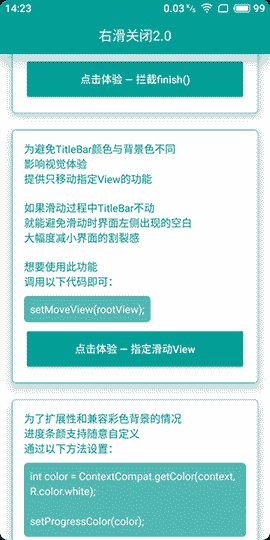 14:23
0.03 K/s
99
右滑关闭2.0
点击体验 — 拦截finish()
为避免TitleBar颜色与背景色不同
影响视觉体验
提供只移动指定View的功能
如果滑动过程中TitleBar不动
就能避免滑动时界面左侧出现的空白
大幅度减小界面的割裂感
想要使用此功能
调用以下代码即可：
setMoveView(rootView);
点击体验 — 指定滑动View
为了扩展性和兼容彩色背景的情况
进度条颜支持随意自定义
通过以下方法设置：
int color = ContextCompat.getColor(context,
R.color.white);
setProgressColor(color);